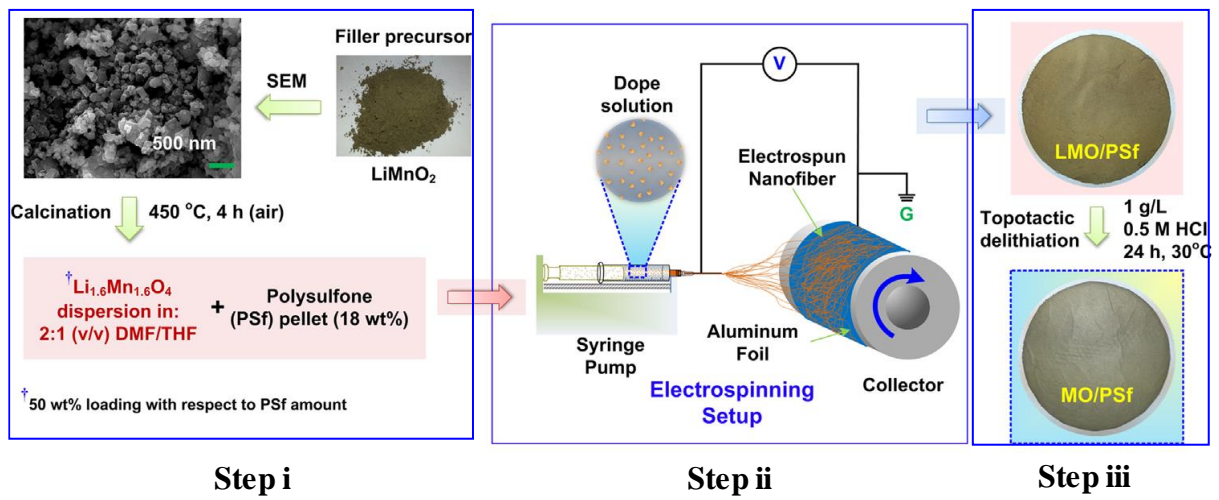 Filler precursor
SEM
500 nm
LiMnO₂
Calcination
450 °C, 4 h (air)
†Li₁.₆Mn₁.₆O₄
dispersion in:
2:1 (v/v) DMF/THF
+
Polysulfone
(PSf) pellet (18 wt%)
†50 wt% loading with respect to PSf amount
Step i
V
Dope
solution
Electrospun
Nanofiber
G
Syringe
Pump
Aluminum
Foil
Collector
Electrospinning
Setup
Step ii
LMO/PSf
Topotactic
delithiation
1 g/L
0.5 M HCl
24 h, 30°C
MO/PSf
Step iii